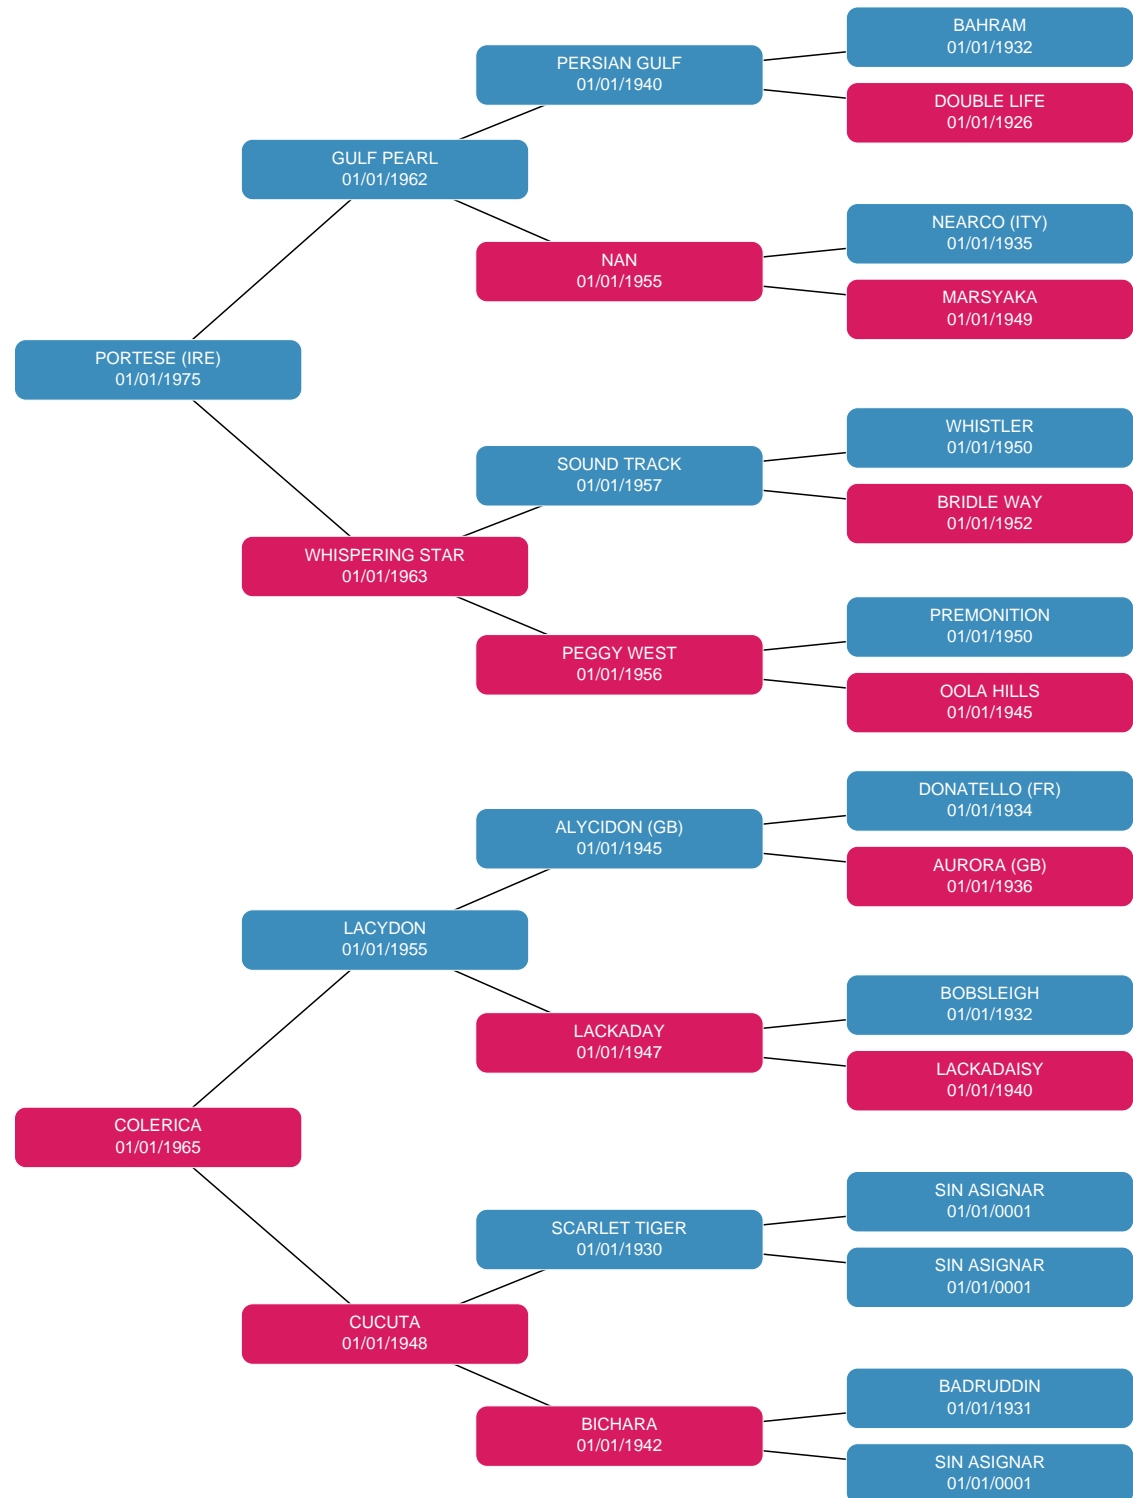 BAHRAM
01/01/1932
PERSIAN GULF
01/01/1940
DOUBLE LIFE
01/01/1926
GULF PEARL
01/01/1962
NEARCO (ITY)
01/01/1935
NAN
01/01/1955
MARSYAKA
01/01/1949
PORTESE (IRE)
01/01/1975
WHISTLER
01/01/1950
SOUND TRACK
01/01/1957
BRIDLE WAY
01/01/1952
WHISPERING STAR
01/01/1963
PREMONITION
01/01/1950
PEGGY WEST
01/01/1956
OOLA HILLS
01/01/1945
DONATELLO (FR)
01/01/1934
ALYCIDON (GB)
01/01/1945
AURORA (GB)
01/01/1936
LACYDON
01/01/1955
BOBSLEIGH
01/01/1932
LACKADAY
01/01/1947
LACKADAISY
01/01/1940
COLERICA
01/01/1965
SIN ASIGNAR
01/01/0001
SCARLET TIGER
01/01/1930
SIN ASIGNAR
01/01/0001
CUCUTA
01/01/1948
BADRUDDIN
01/01/1931
BICHARA
01/01/1942
SIN ASIGNAR
01/01/0001